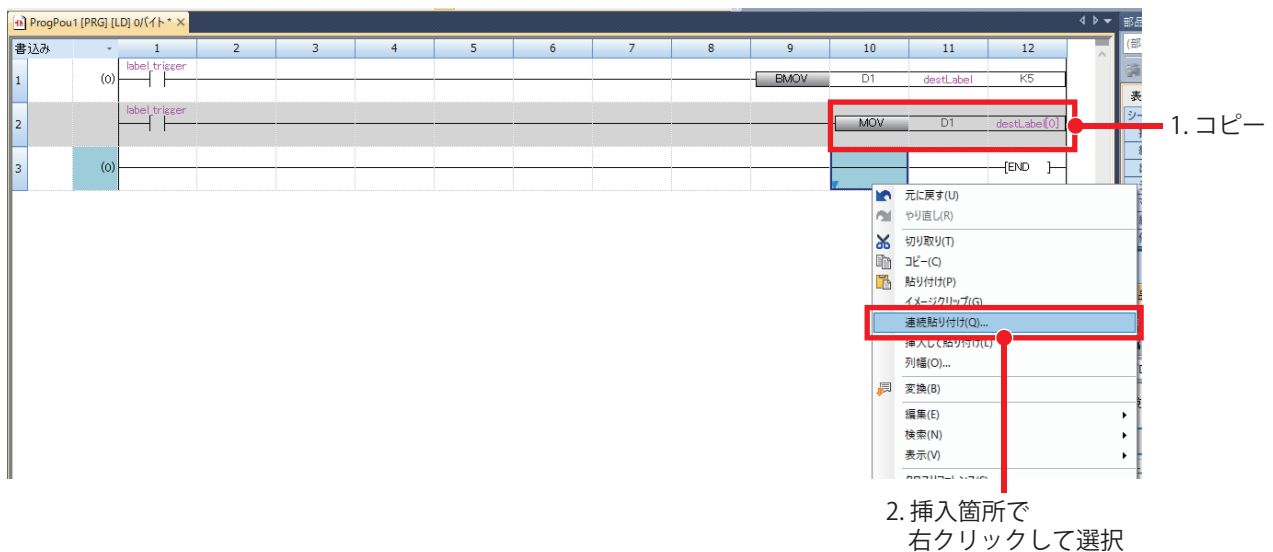 ProgPou1 [PRG] [LD] 0バイト * ×
部品
書込み 1 2 3 4 5 6 7 8 9 10 11 12
(部
label_trigger
1 (0) BMOV D1 destLabel K5
表
label_trigger
2 MOV D1 destLabel[0]
1. コピー
3 (0) [END ]
元に戻す(U)
やり直し(R)
切り取り(T)
コピー(C)
貼り付け(P)
イメージクリップ(G)
連続貼り付け(Q)...
挿入して貼り付け(L)
列幅(O)...
変換(B)
編集(E)
検索(N)
表示(V)
2. 挿入箇所で
右クリックして選択